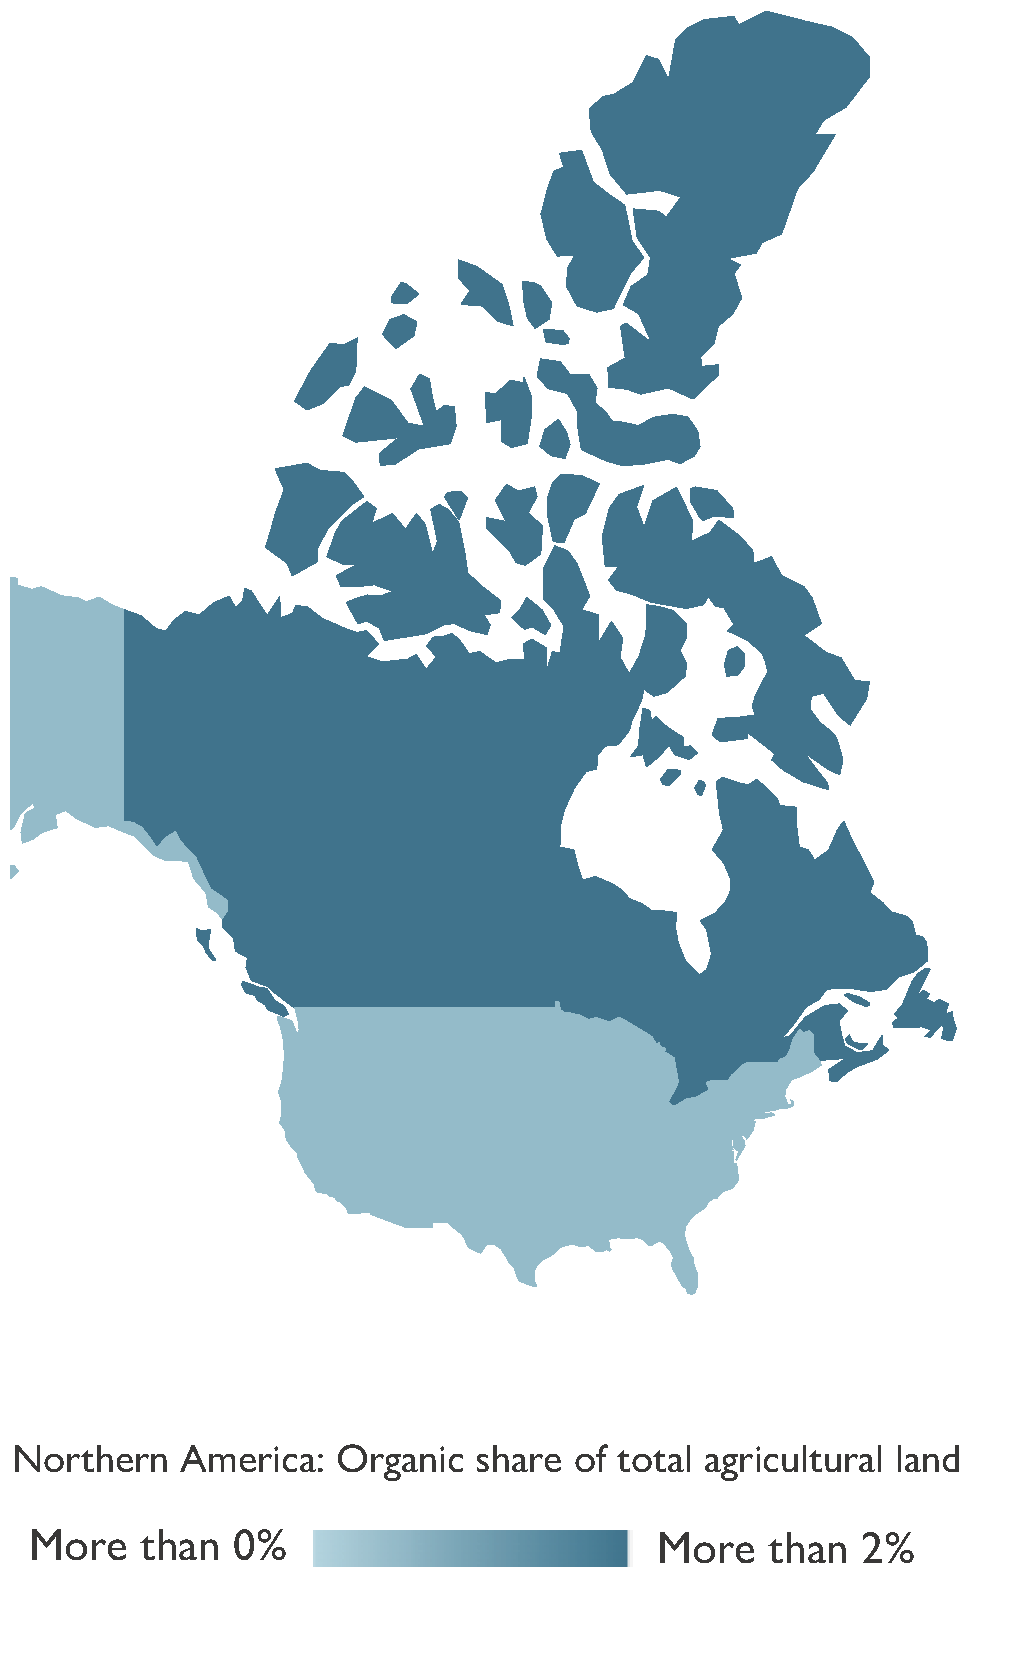 Northern America: Organic share of total agricultural land
More than 0%
More than 2%